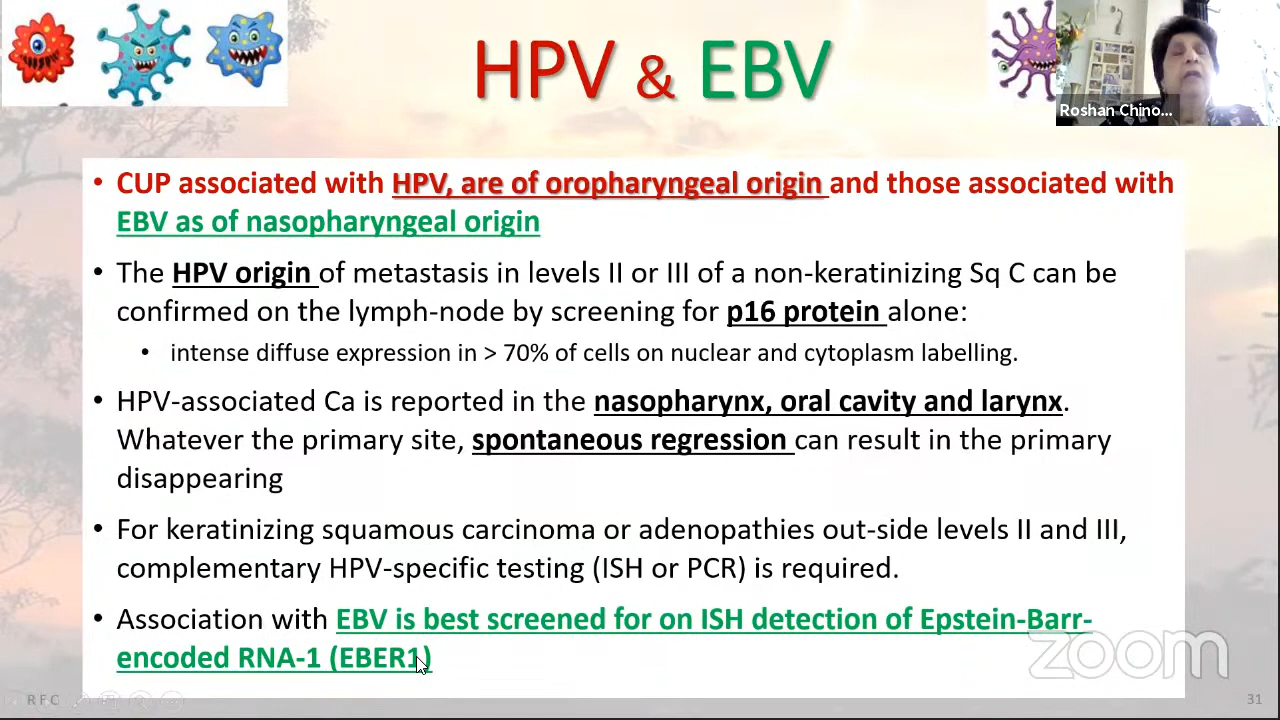 HPV & EBV
Roshan Chino...
• CUP associated with HPV, are of oropharyngeal origin and those associated with
EBV as of nasopharyngeal origin
• The HPV origin of metastasis in levels II or III of a non-keratinizing Sq C can be
confirmed on the lymph-node by screening for p16 protein alone:
• intense diffuse expression in > 70% of cells on nuclear and cytoplasm labelling.
• HPV-associated Ca is reported in the nasopharynx, oral cavity and larynx.
Whatever the primary site, spontaneous regression can result in the primary
disappearing
• For keratinizing squamous carcinoma or adenopathies out-side levels II and III,
complementary HPV-specific testing (ISH or PCR) is required.
• Association with EBV is best screened for on ISH detection of Epstein-Barr-
encoded RNA-1 (EBER1)
zoom
RFC
31